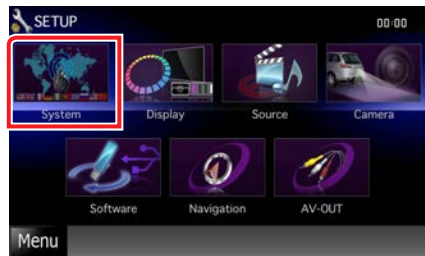 SETUP
00:00
System
Display
Source
Camera
Software
Navigation
AV-OUT
Menu